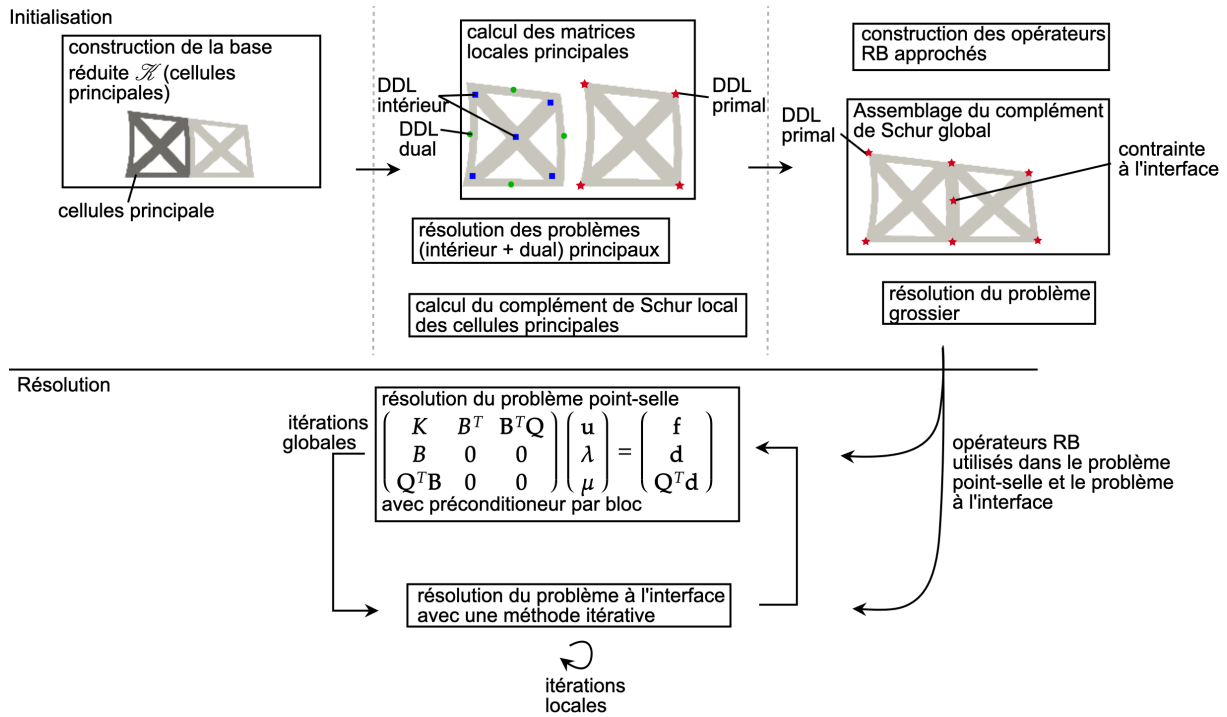 Initialisation
construction de la base
réduite 𝒦 (cellules
principales)
cellules principale
calcul des matrices
locales principales
DDL
intérieur
DDL
dual
DDL
primal
résolution des problèmes
(intérieur + dual) principaux
calcul du complément de Schur local
des cellules principales
construction des opérateurs
RB approchés
Assemblage du complément
de Schur global
DDL
primal
contrainte
à l'interface
résolution du problème
grossier
Résolution
itérations
globales
résolution du problème point-selle
( K B^T B^TQ ) ( u ) = ( f )
( B 0 0 ) ( λ ) ( d )
( Q^TB 0 0 ) ( μ ) ( Q^Td )
avec préconditioneur par bloc
opérateurs RB
utilisés dans le problème
point-selle et le problème
à l'interface
résolution du problème à l'interface
avec une méthode itérative
itérations
locales